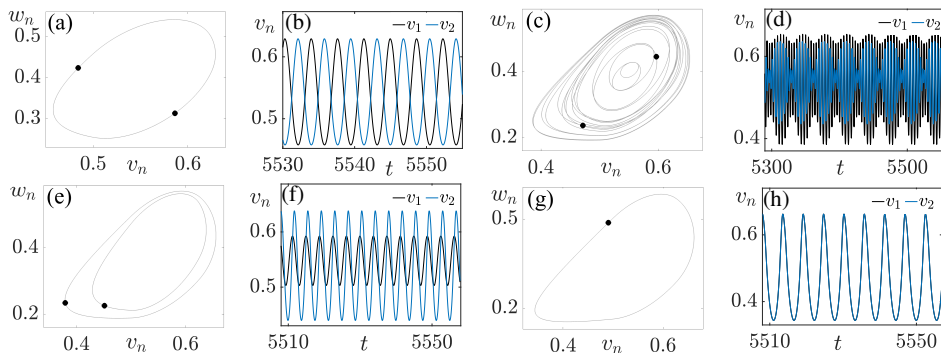 w_n (a)
0.5
0.4
0.3
0.5 v_n 0.6
(b) v_n —v_1 —v_2
0.6
0.5
5530 5540 t 5550
(c) w_n
0.4
0.2
0.4 v_n 0.6
(d) v_n —v_1 —v_2
0.6
0.4
5300 t 5500
(e) w_n
0.4
0.2
0.4 v_n 0.6
(f) v_n —v_1 —v_2
0.6
0.5
5510 t 5550
(g) w_n
0.5
0.2
0.4 v_n 0.6
(h) v_n —v_1 —v_2
0.6
0.4
5510 t 5550